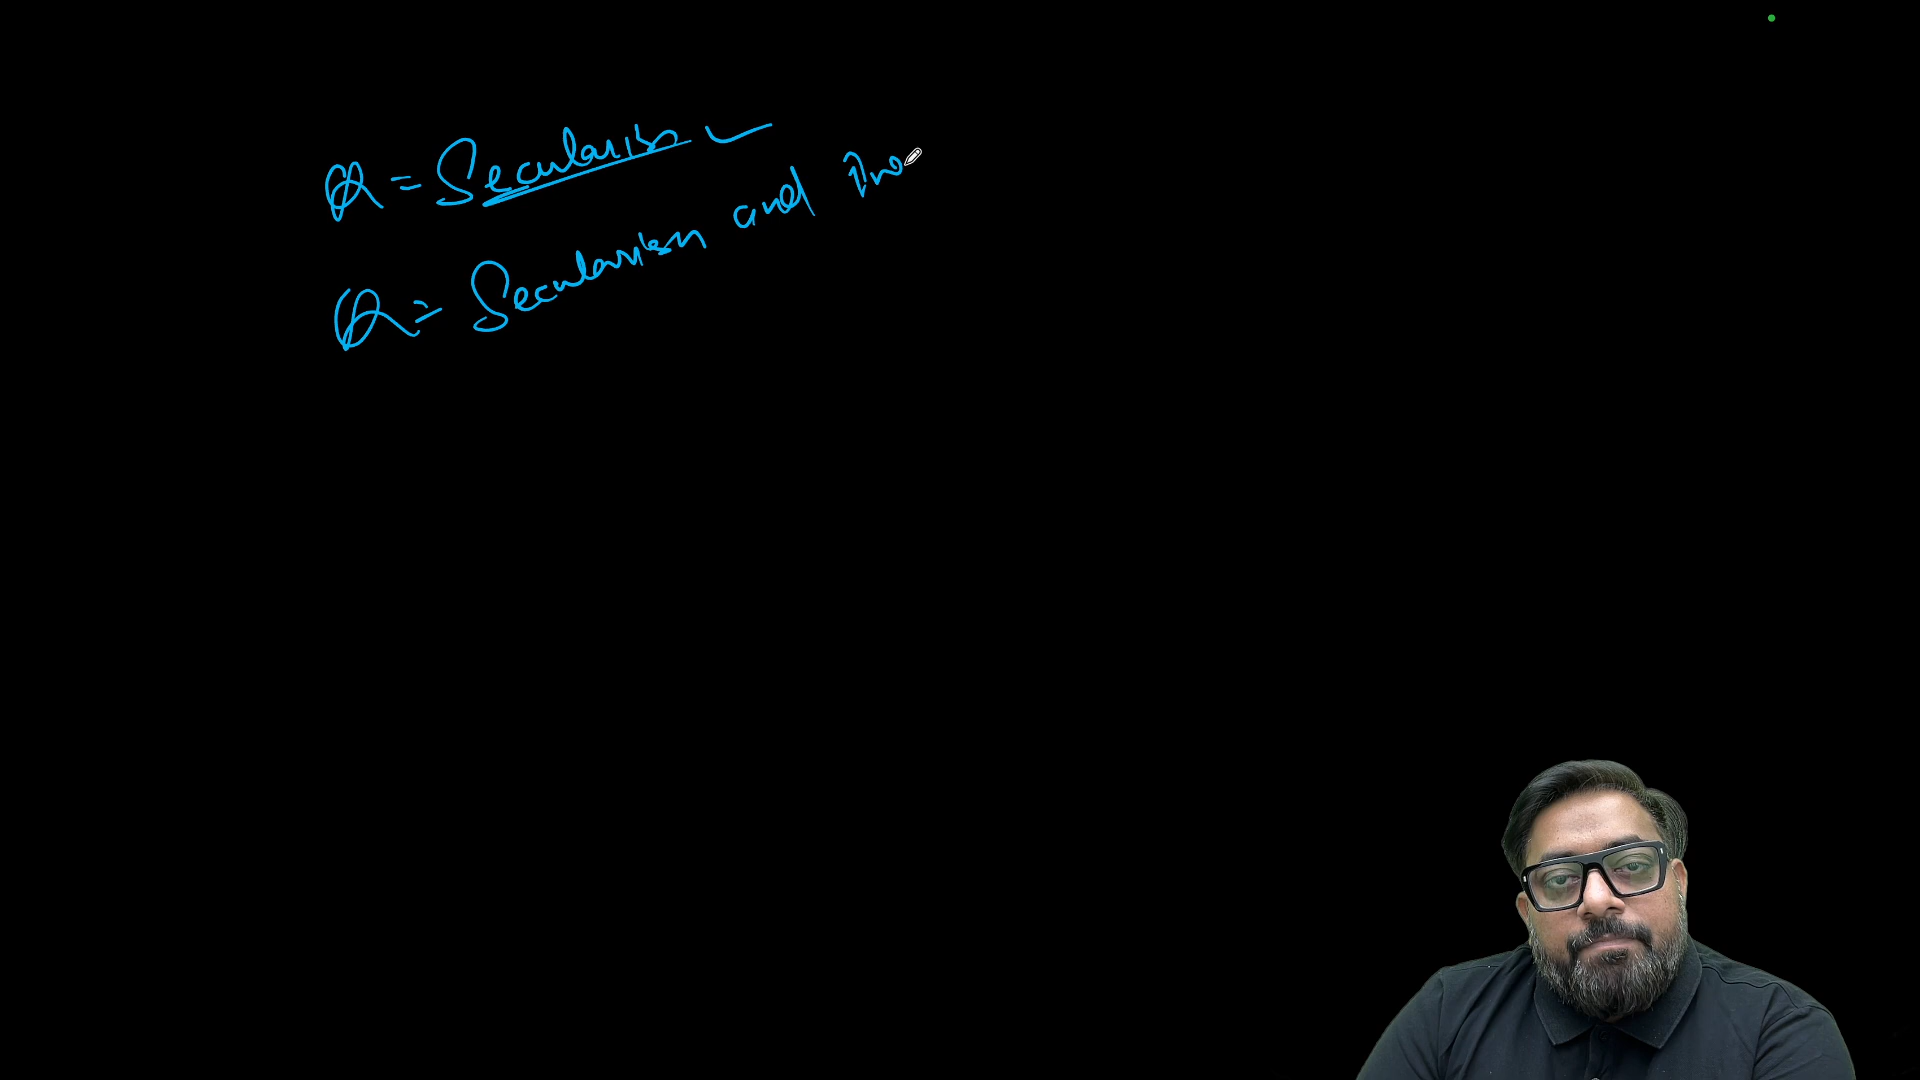 Q = Secularism
Q = Secularism and